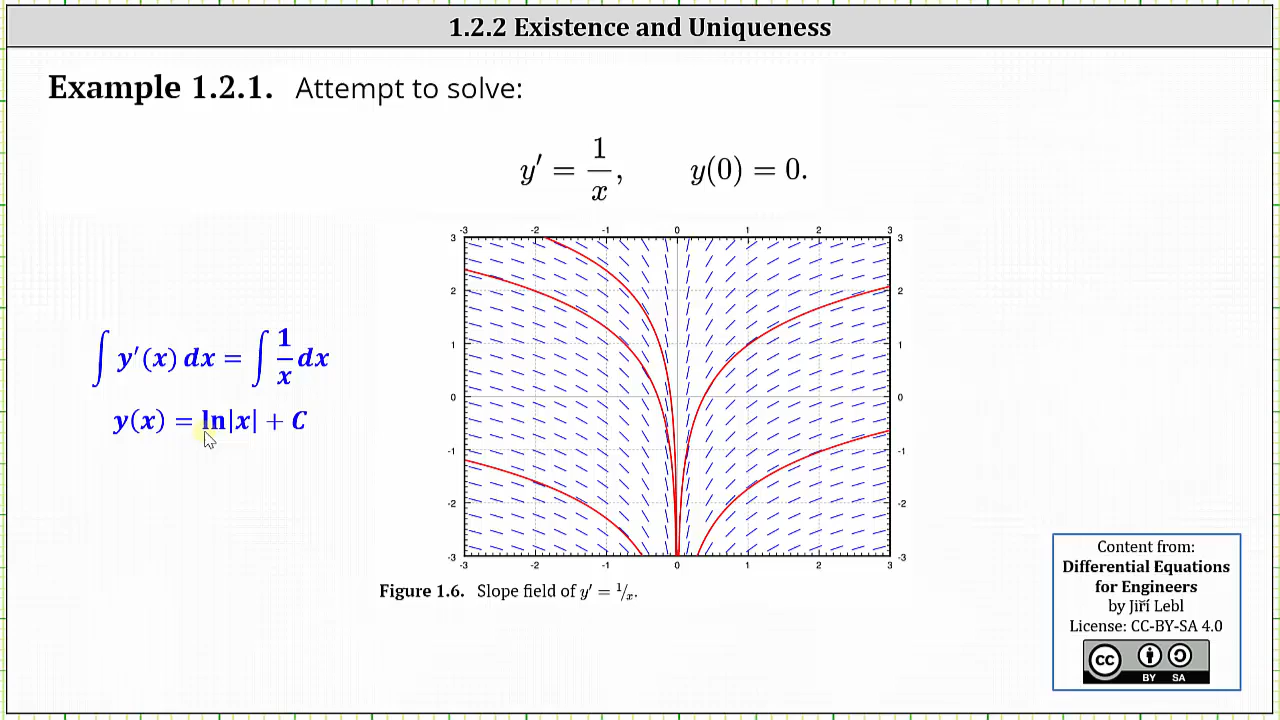 1.2.2 Existence and Uniqueness
Example 1.2.1. Attempt to solve:
y′ = 1/x, y(0) = 0.
-3 -2 -1 0 1 2 3
3 3
2 2
1 1
0 0
-1 -1
-2 -2
-3 -3
-3 -2 -1 0 1 2 3
∫ y′(x) dx = ∫ 1/x dx
y(x) = ln|x| + C
Figure 1.6. Slope field of y′ = 1/x.
Content from:
Differential Equations
for Engineers
by Jiří Lebl
License: CC-BY-SA 4.0
cc
BY SA